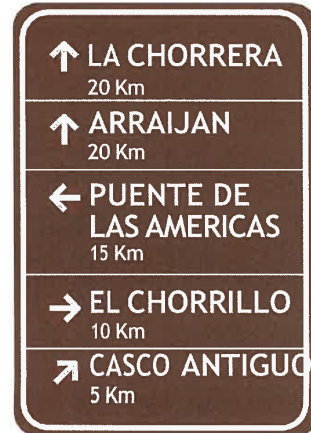 ↑ LA CHORRERA
20 Km
↑ ARRAIJAN
20 Km
← PUENTE DE
LAS AMERICAS
15 Km
→ EL CHORRILLO
10 Km
↗ CASCO ANTIGUO
5 Km